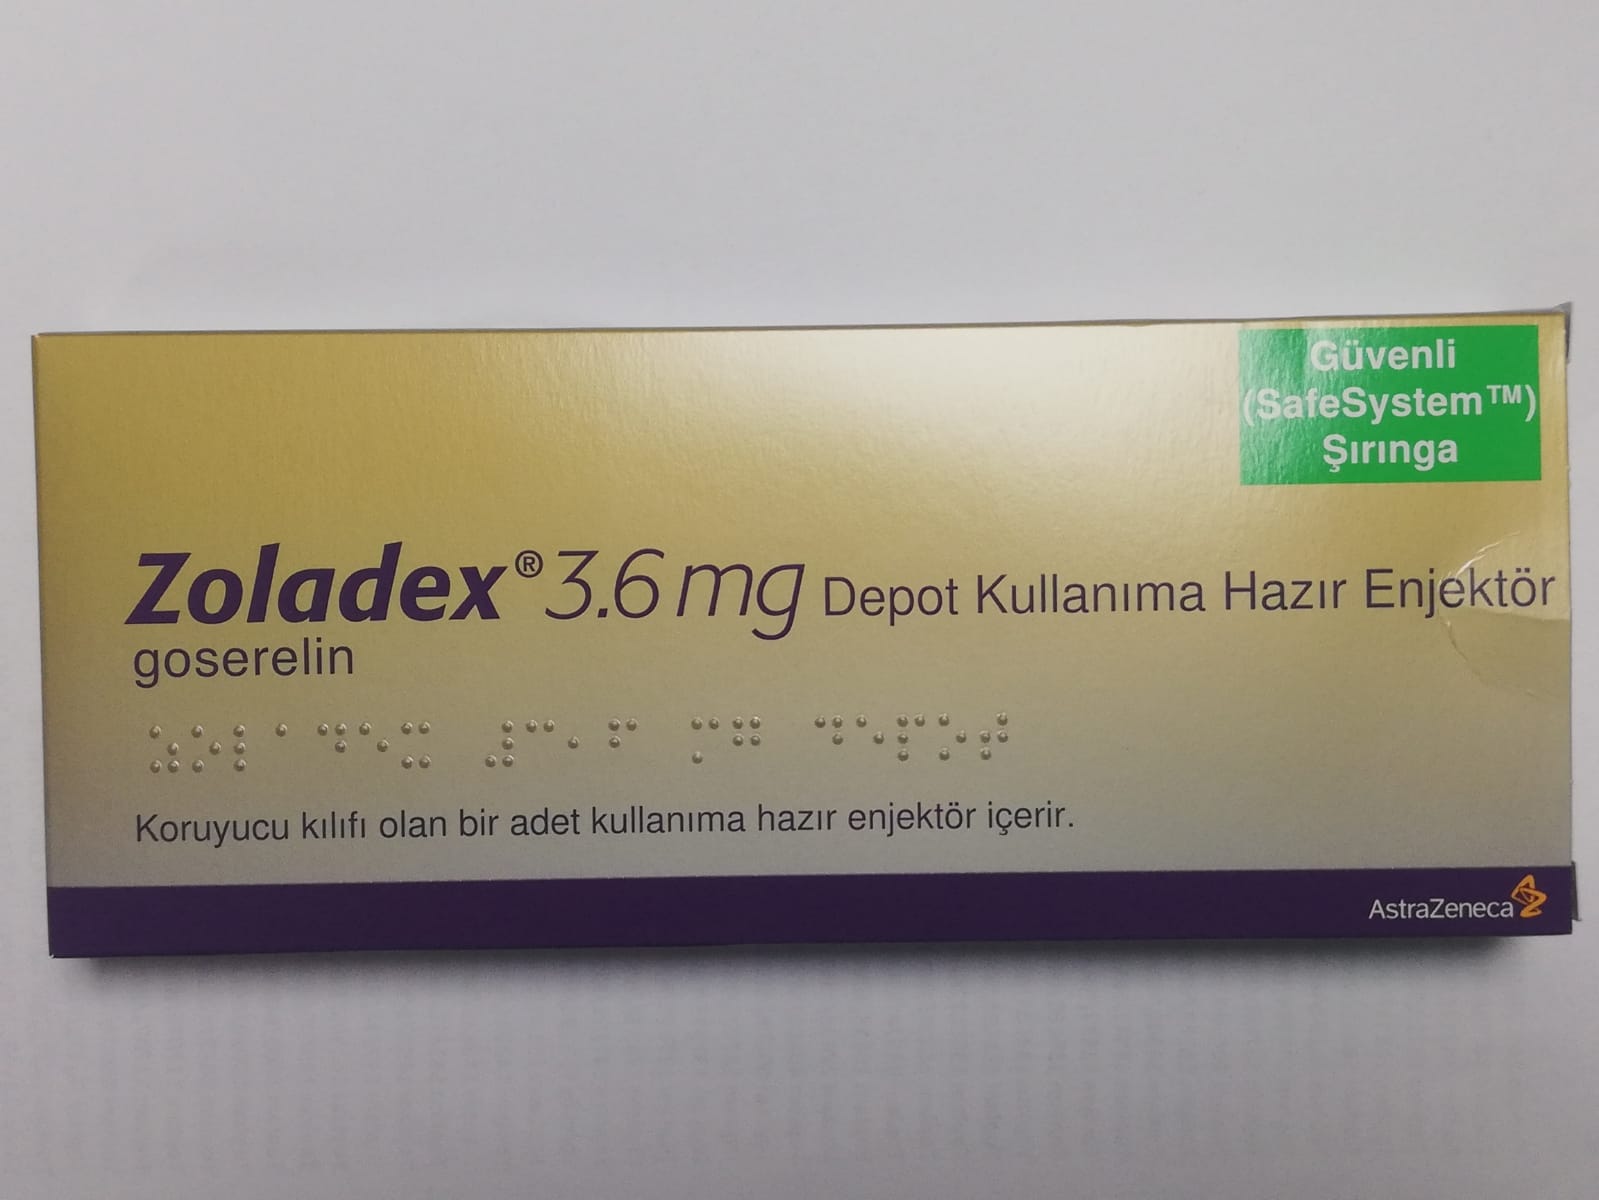 Güvenli
(SafeSystem™)
Şırınga
Zoladex® 3.6 mg Depot Kullanıma Hazır Enjektör
goserelin
⠵⠕⠇⠁⠙⠑⠭ ⠼⠉⠄⠋ ⠍⠛ ⠙⠑⠏⠕⠞
Koruyucu kılıfı olan bir adet kullanıma hazır enjektör içerir.
AstraZeneca